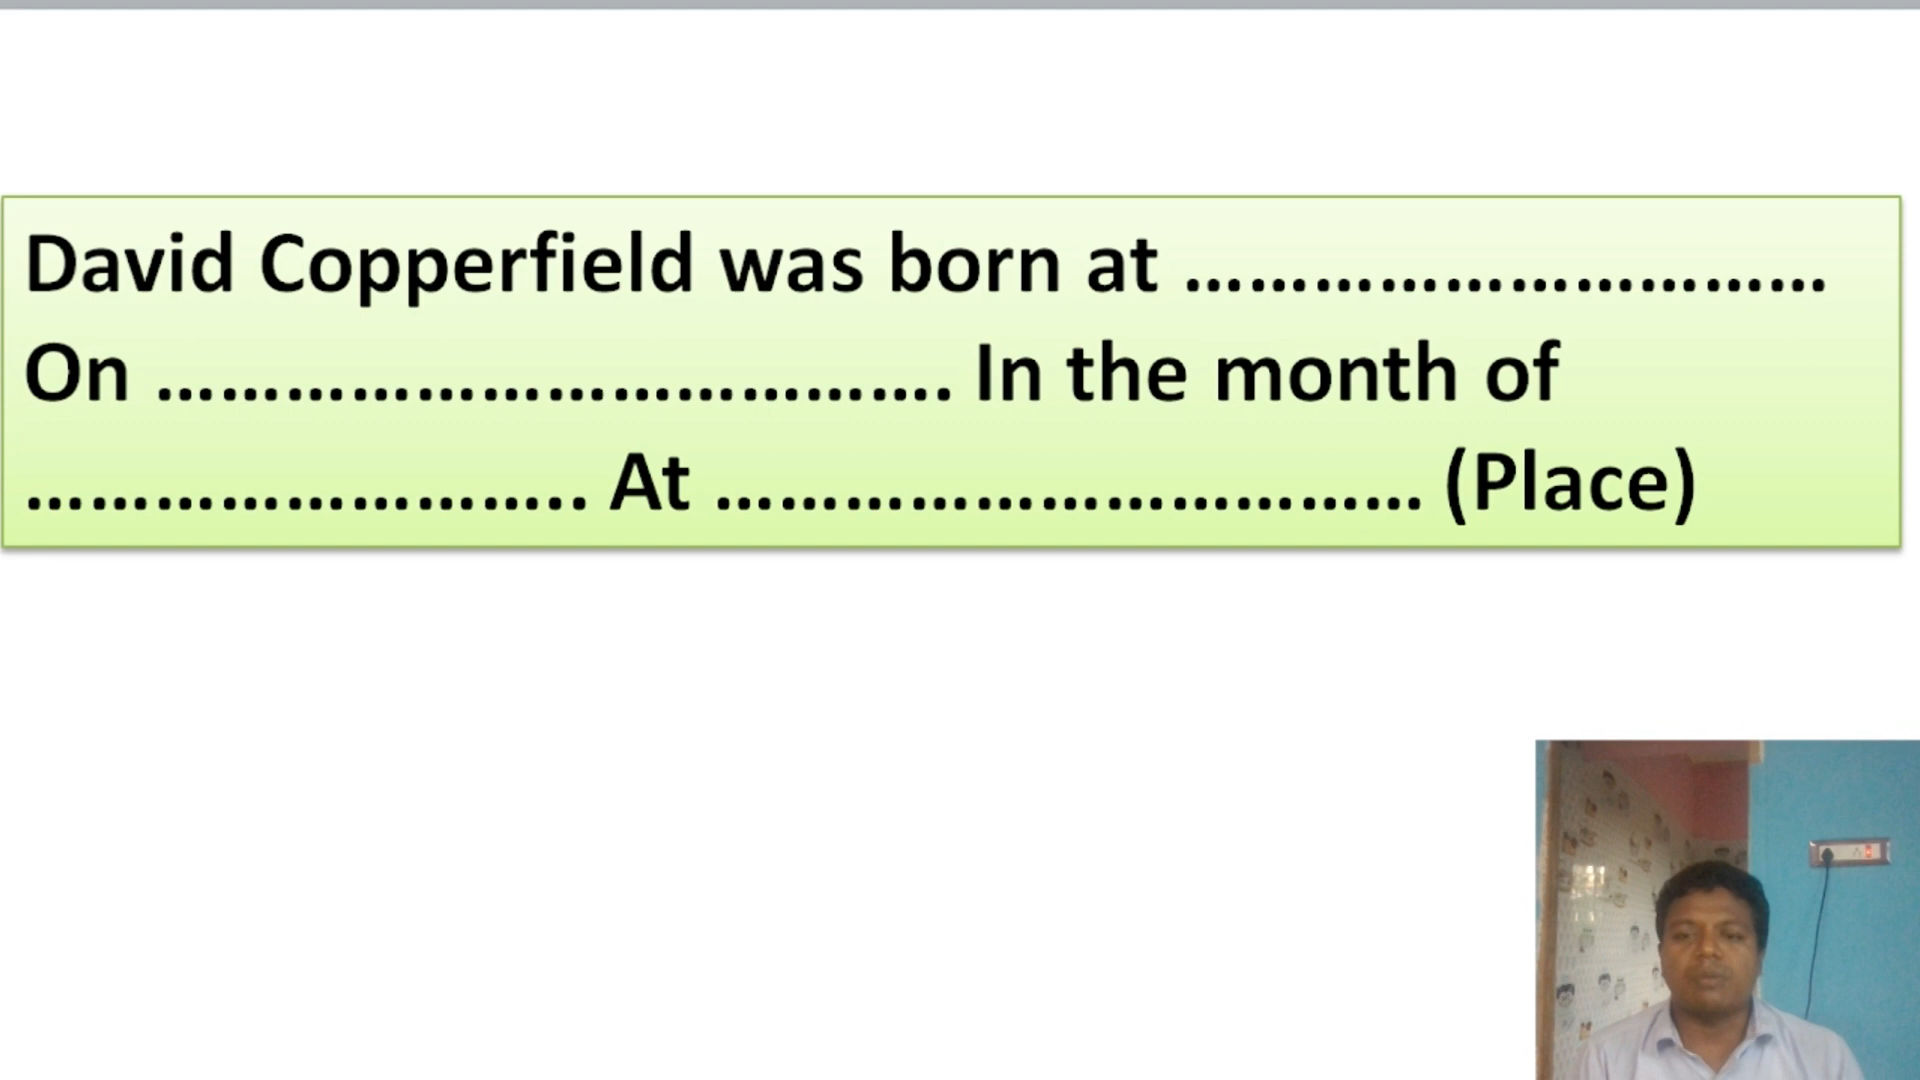 David Copperfield was born at ……………………………
On ………………………………. In the month of
…………………….. At …………………………… (Place)